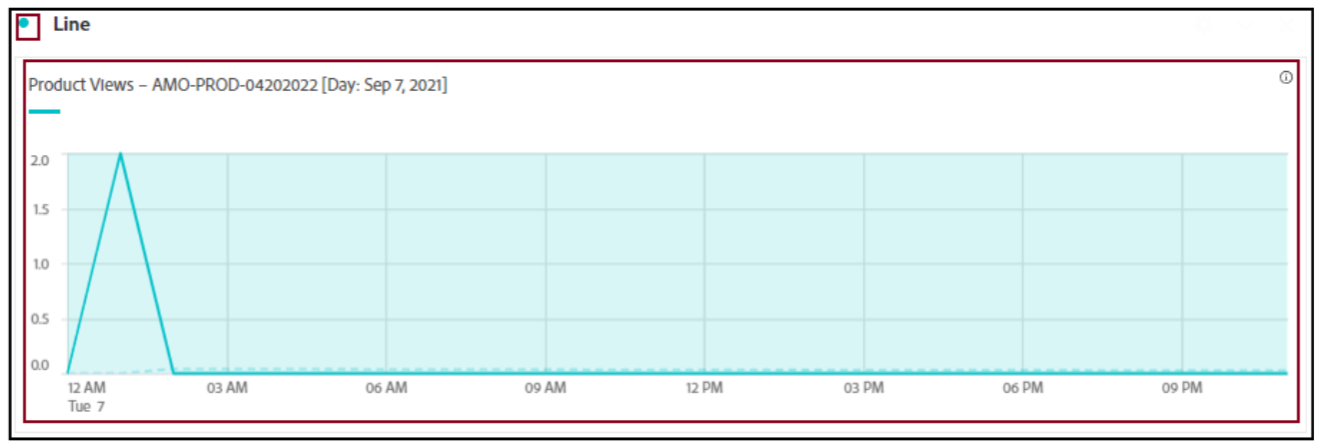 Line
Product Views – AMO-PROD-04202022 [Day: Sep 7, 2021]
2.0
1.5
1.0
0.5
0.0
12 AM 03 AM 06 AM 09 AM 12 PM 03 PM 06 PM 09 PM
Tue 7